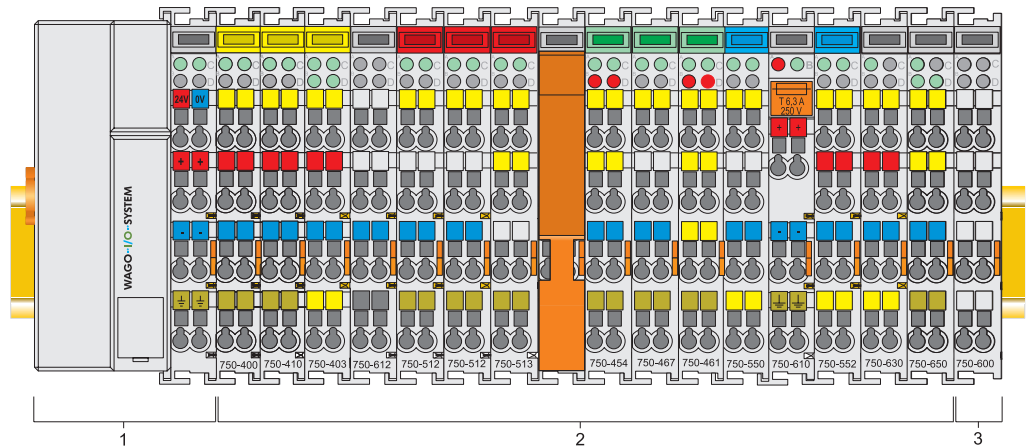 C C C C C C C C C C B C C C C
D D D D D D D D D D D D D D
24V 0V
T 6,3 A
250 V
+ +
+ +
- -
- -
WAGO-I/O-SYSTEM
750-400 750-410 750-403 750-612 750-512 750-512 750-513 750-454 750-467 750-461 750-550 750-610 750-552 750-630 750-650 750-600
1 2 3